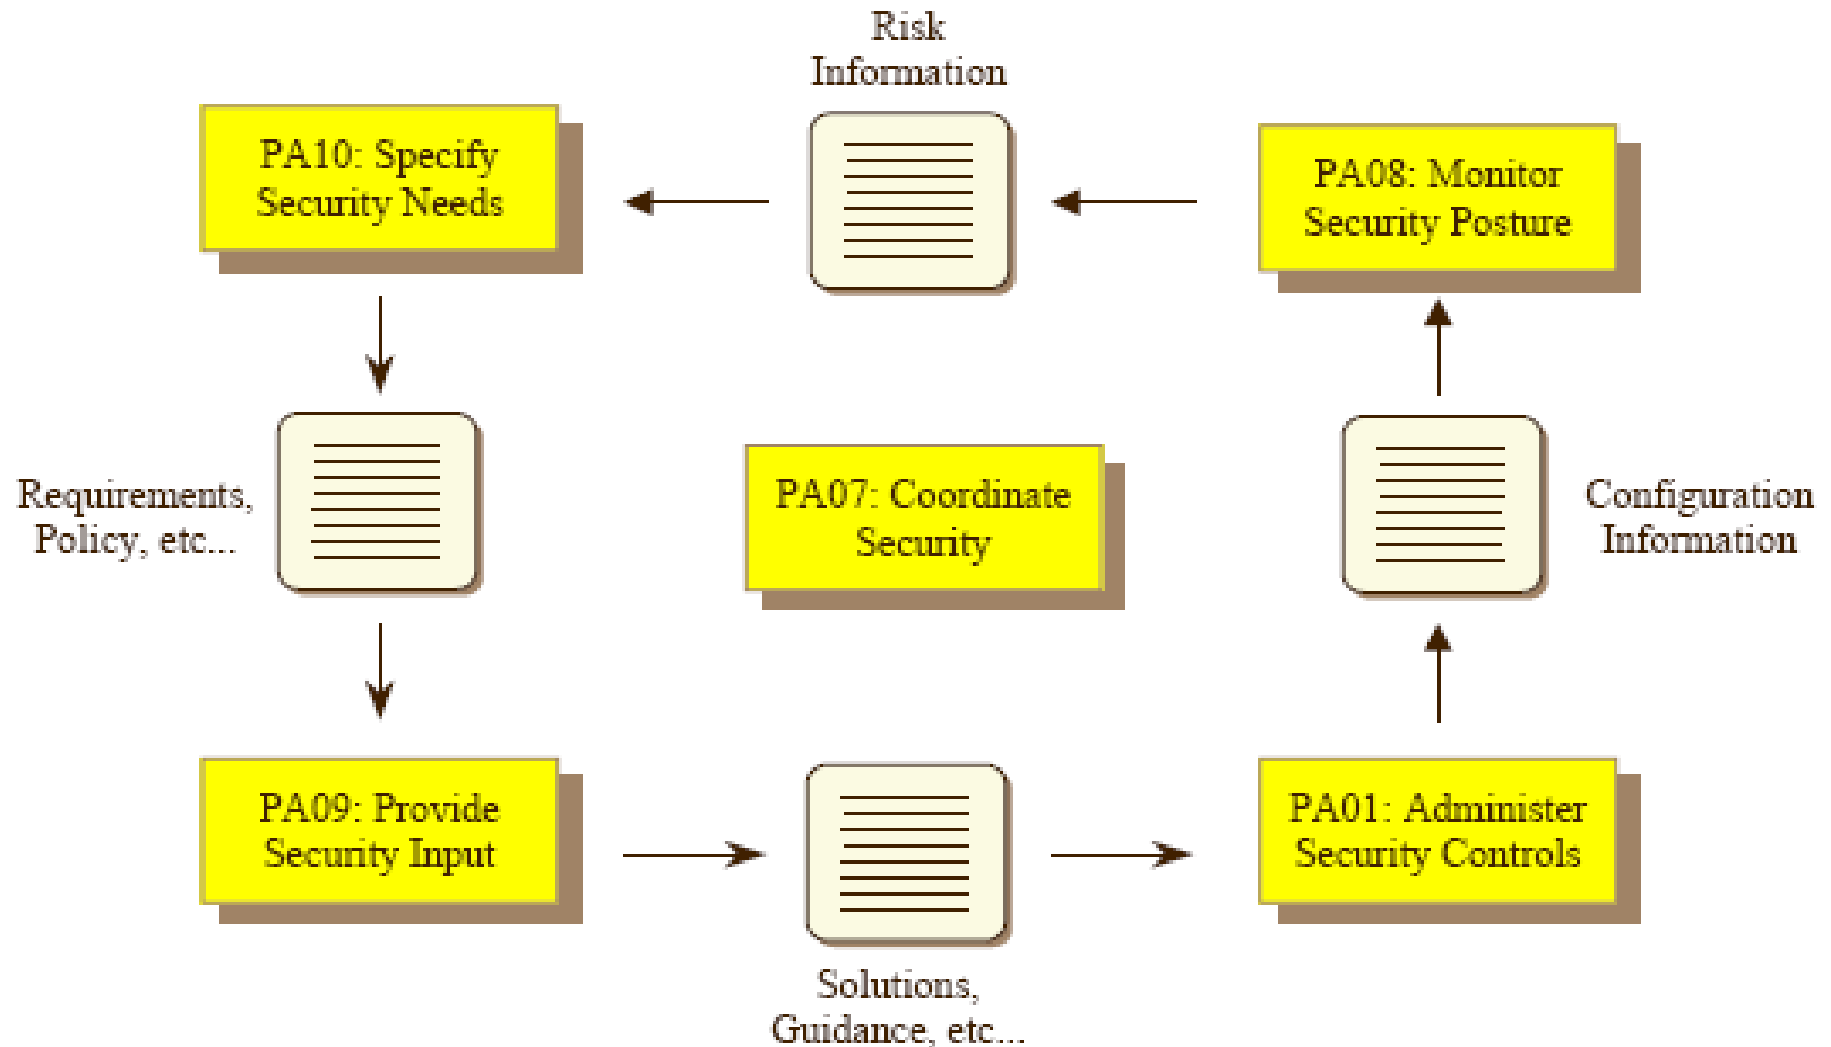 Risk
Information
PA10: Specify
Security Needs
PA08: Monitor
Security Posture
Requirements,
Policy, etc...
PA07: Coordinate
Security
Configuration
Information
PA09: Provide
Security Input
PA01: Administer
Security Controls
Solutions,
Guidance, etc...